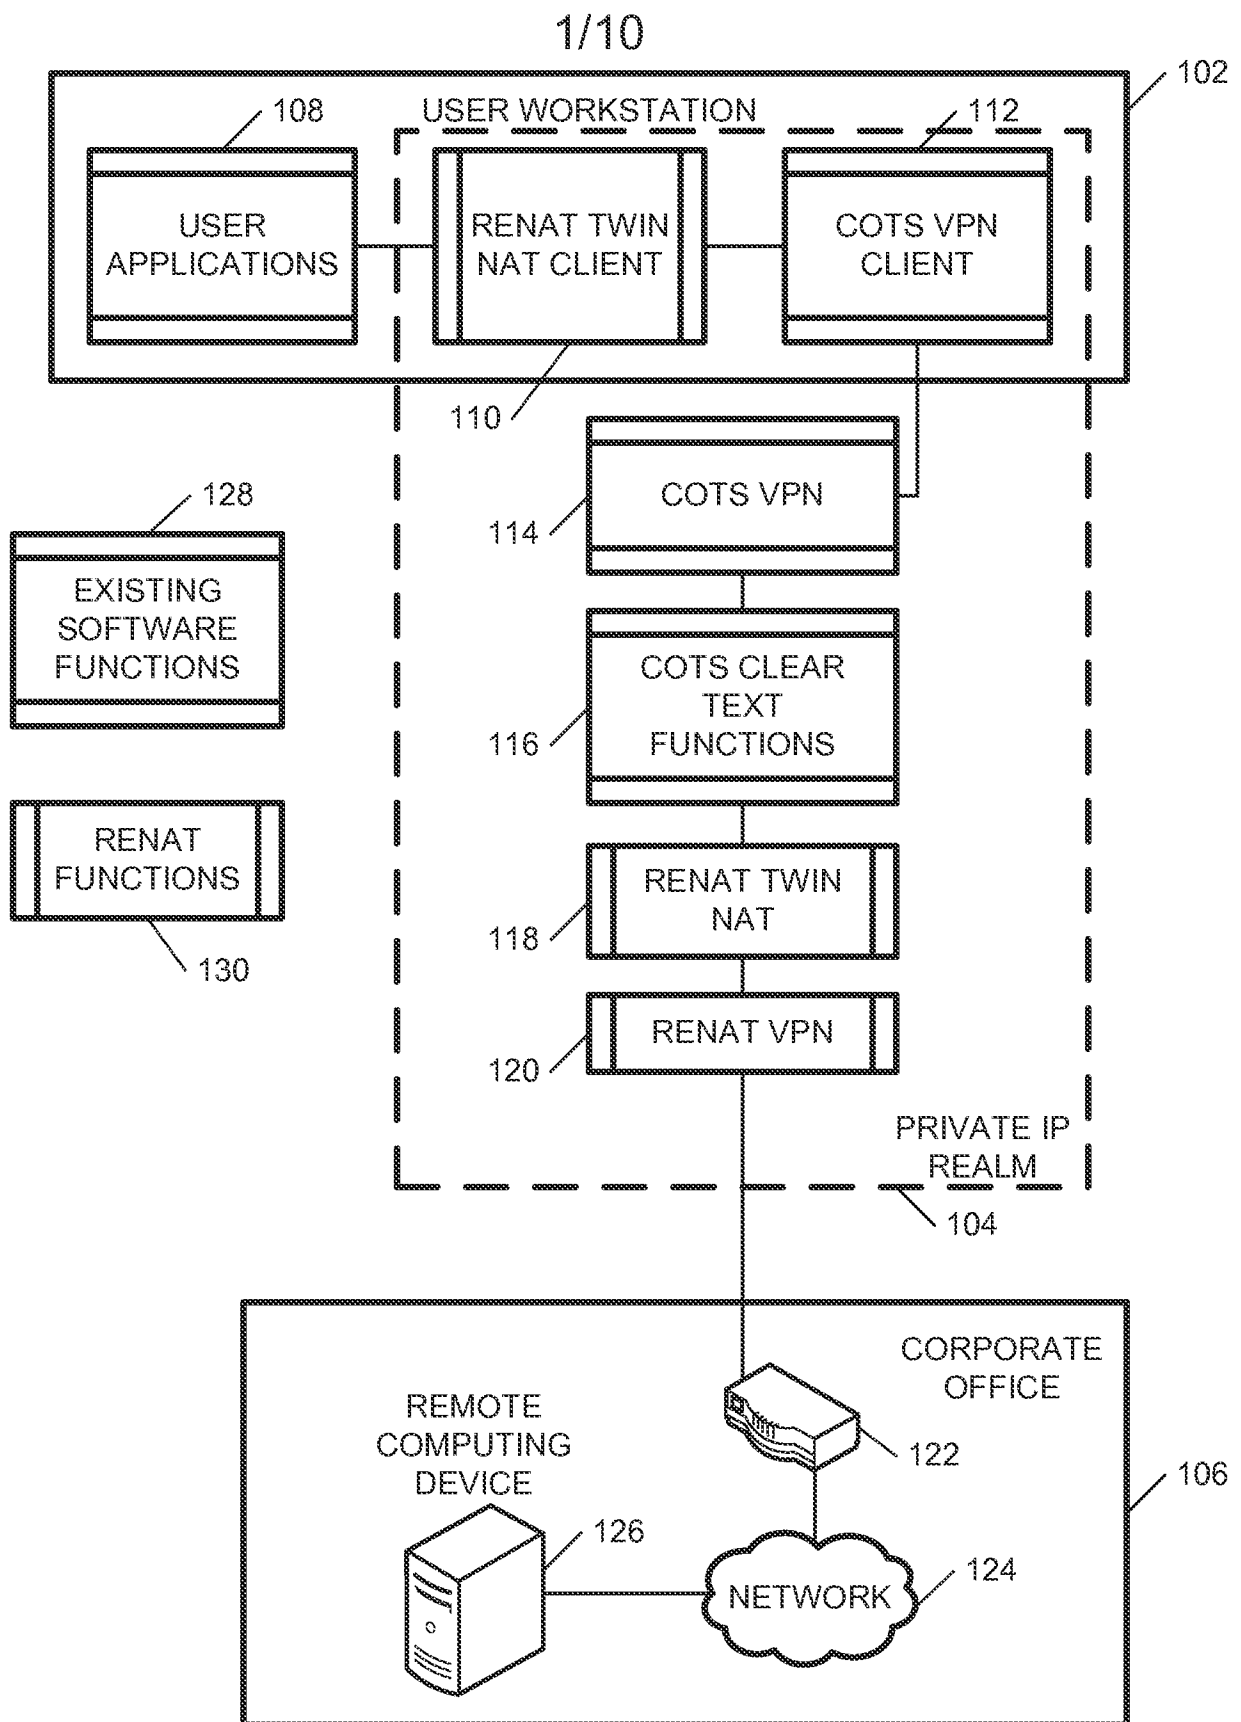 1/10
102
USER WORKSTATION
108
112
USER
APPLICATIONS
RENAT TWIN
NAT CLIENT
COTS VPN
CLIENT
110
COTS VPN
114
128
EXISTING
SOFTWARE
FUNCTIONS
COTS CLEAR
TEXT
FUNCTIONS
116
RENAT
FUNCTIONS
130
RENAT TWIN
NAT
118
RENAT VPN
120
PRIVATE IP
REALM
104
CORPORATE
OFFICE
REMOTE
COMPUTING
DEVICE
122
106
126
NETWORK
124